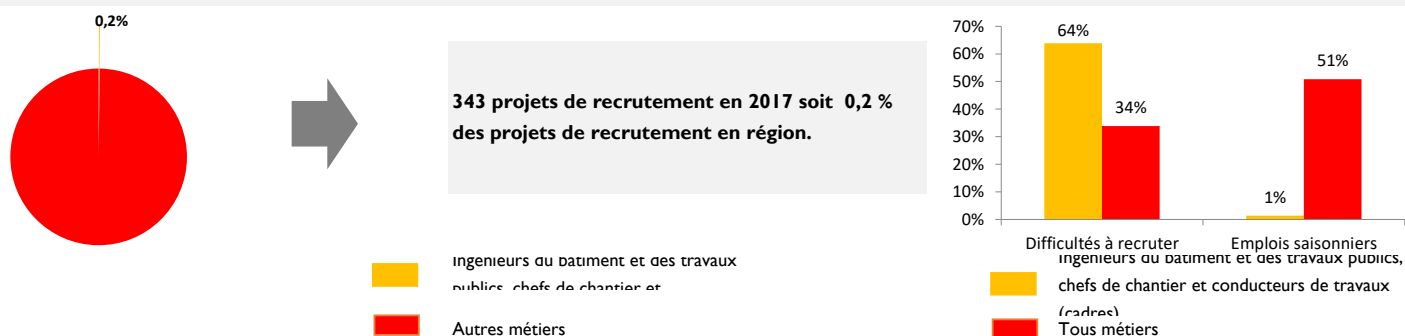 0,2%
343 projets de recrutement en 2017 soit 0,2 %
des projets de recrutement en région.
Ingénieurs du bâtiment et des travaux
publics, chefs de chantier et
Autres métiers
70%
60%
50%
40%
30%
20%
10%
0%
64%
34%
1%
51%
Difficultés à recruter
Emplois saisonniers
Ingénieurs du bâtiment et des travaux publics,
chefs de chantier et conducteurs de travaux
(cadres)
Tous métiers